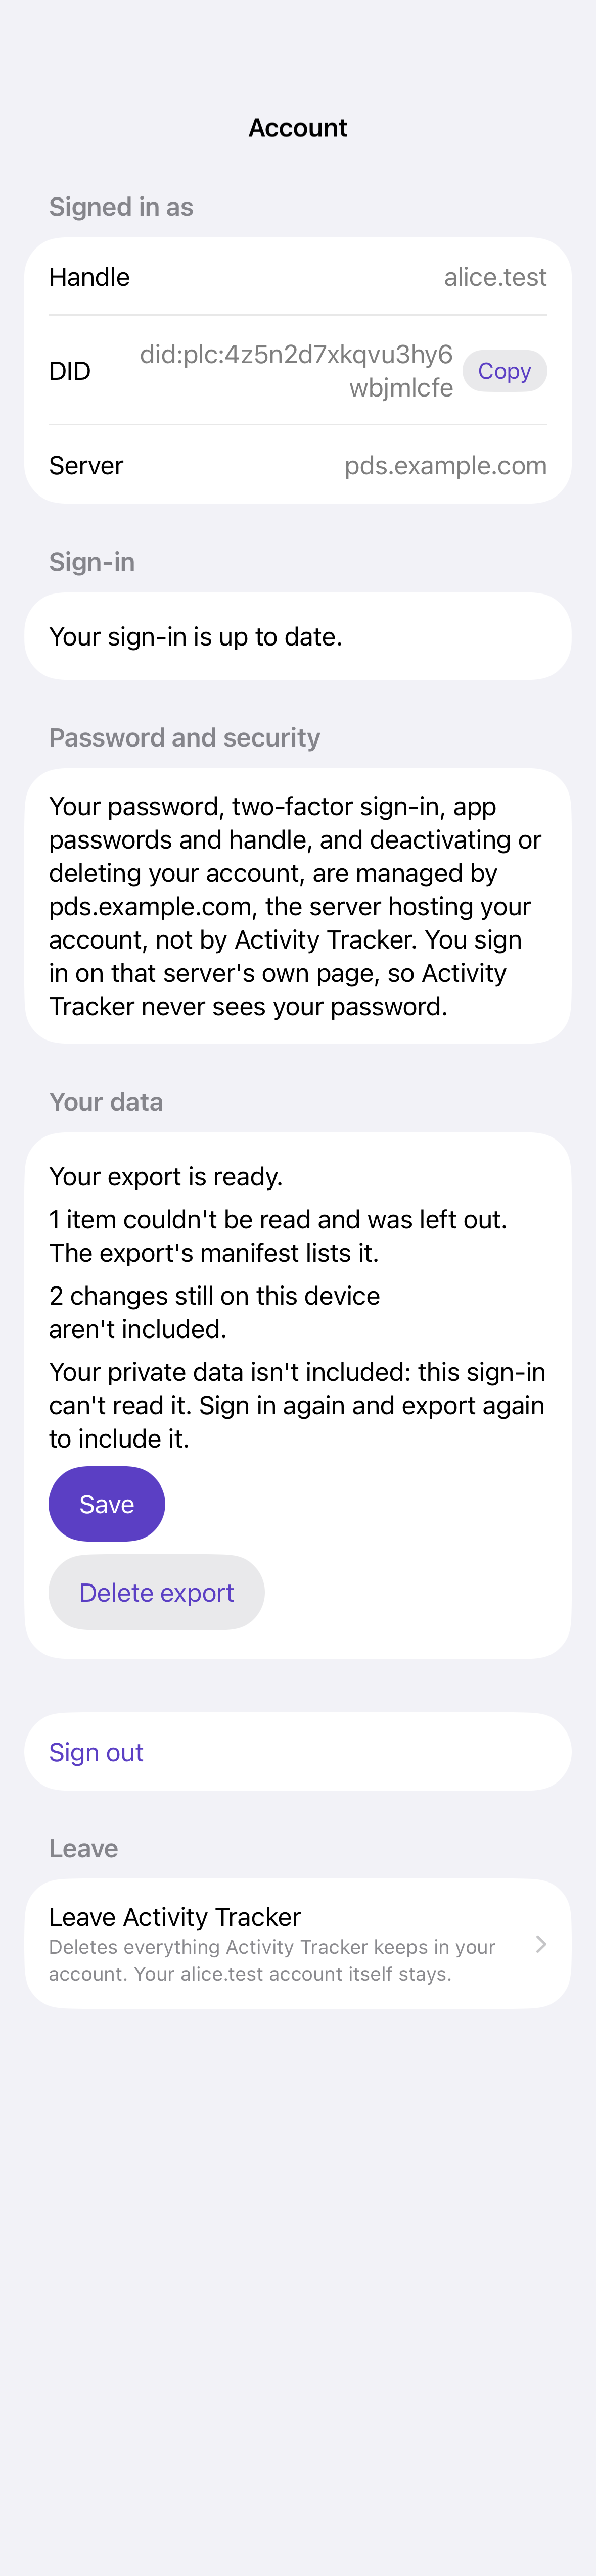 Account
Signed in as
Handle
alice.test
DID
did:plc:4z5n2d7xkqvu3hy6
wbjmlcfe
Copy
Server
pds.example.com
Sign-in
Your sign-in is up to date.
Password and security
Your password, two-factor sign-in, app
passwords and handle, and deactivating or
deleting your account, are managed by
pds.example.com, the server hosting your
account, not by Activity Tracker. You sign
in on that server's own page, so Activity
Tracker never sees your password.
Your data
Your export is ready.
1 item couldn't be read and was left out.
The export's manifest lists it.
2 changes still on this device
aren't included.
Your private data isn't included: this sign-in
can't read it. Sign in again and export again
to include it.
Save
Delete export
Sign out
Leave
Leave Activity Tracker
Deletes everything Activity Tracker keeps in your
account. Your alice.test account itself stays.